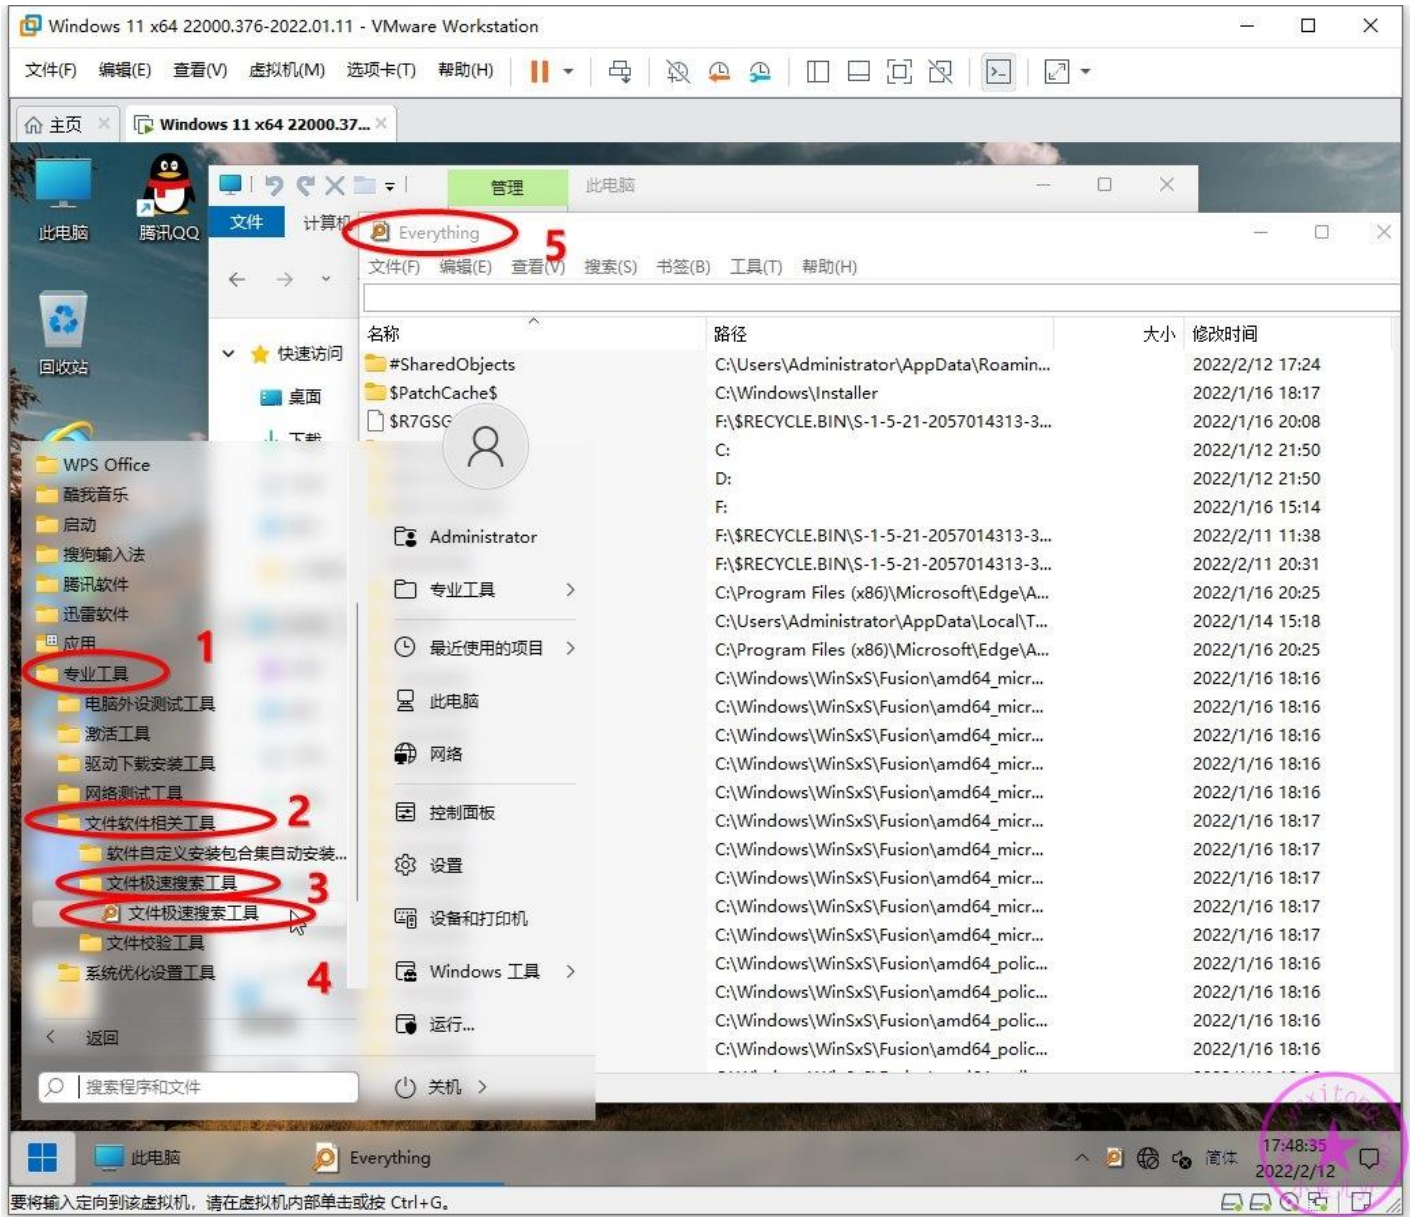 Windows 11 x64 22000.376-2022.01.11 - VMware Workstation
文件(F) 编辑(E) 查看(V) 虚拟机(M) 选项卡(T) 帮助(H)
主页 Windows 11 x64 22000.37...
此电脑
腾讯QQ
回收站
管理 此电脑
文件 计算机
Everything
5
文件(F) 编辑(E) 查看(V) 搜索(S) 书签(B) 工具(T) 帮助(H)
快速访问
桌面
下载
名称 路径 大小 修改时间
#SharedObjects C:\Users\Administrator\AppData\Roamin... 2022/2/12 17:24
$PatchCache$ C:\Windows\Installer 2022/1/16 18:17
$R7GSG F:\$RECYCLE.BIN\S-1-5-21-2057014313-3... 2022/1/16 20:08
C: 2022/1/12 21:50
D: 2022/1/12 21:50
F: 2022/1/16 15:14
F:\$RECYCLE.BIN\S-1-5-21-2057014313-3... 2022/2/11 11:38
F:\$RECYCLE.BIN\S-1-5-21-2057014313-3... 2022/2/11 20:31
C:\Program Files (x86)\Microsoft\Edge\A... 2022/1/16 20:25
C:\Users\Administrator\AppData\Local\T... 2022/1/14 15:18
C:\Program Files (x86)\Microsoft\Edge\A... 2022/1/16 20:25
C:\Windows\WinSxS\Fusion\amd64_micr... 2022/1/16 18:16
C:\Windows\WinSxS\Fusion\amd64_micr... 2022/1/16 18:16
C:\Windows\WinSxS\Fusion\amd64_micr... 2022/1/16 18:16
C:\Windows\WinSxS\Fusion\amd64_micr... 2022/1/16 18:16
C:\Windows\WinSxS\Fusion\amd64_micr... 2022/1/16 18:16
C:\Windows\WinSxS\Fusion\amd64_micr... 2022/1/16 18:17
C:\Windows\WinSxS\Fusion\amd64_micr... 2022/1/16 18:17
C:\Windows\WinSxS\Fusion\amd64_micr... 2022/1/16 18:17
C:\Windows\WinSxS\Fusion\amd64_micr... 2022/1/16 18:17
C:\Windows\WinSxS\Fusion\amd64_micr... 2022/1/16 18:17
C:\Windows\WinSxS\Fusion\amd64_polic... 2022/1/16 18:16
C:\Windows\WinSxS\Fusion\amd64_polic... 2022/1/16 18:16
C:\Windows\WinSxS\Fusion\amd64_polic... 2022/1/16 18:16
C:\Windows\WinSxS\Fusion\amd64_polic... 2022/1/16 18:16
WPS Office
酷我音乐
启动
搜狗输入法
腾讯软件
迅雷软件
应用
1
专业工具
电脑外设测试工具
激活工具
驱动下载安装工具
网络测试工具
2
文件软件相关工具
软件自定义安装包合集自动安装...
文件极速搜索工具
3
文件极速搜索工具
文件校验工具
4
系统优化设置工具
返回
搜索程序和文件
Administrator
专业工具
最近使用的项目
此电脑
网络
控制面板
设置
设备和打印机
Windows 工具
运行...
关机
此电脑 Everything 简体 17:48:35
2022/2/12
要将输入定向到该虚拟机，请在虚拟机内部单击或按 Ctrl+G。